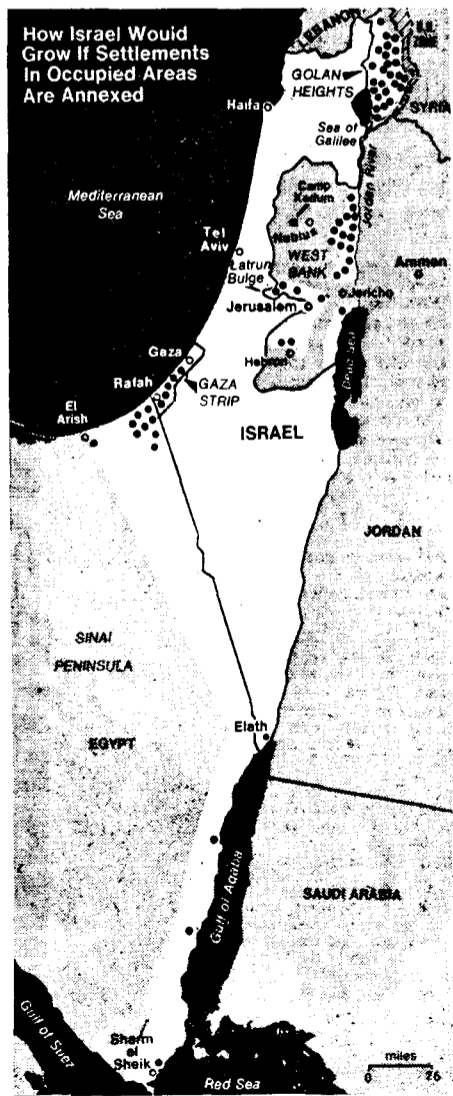 How Israel Would
Grow If Settlements
In Occupied Areas
Are Annexed
LEBANON
GOLAN
HEIGHTS
SYRIA
Haifa
Sea of
Galilee
Mediterranean
Sea
Camp
Kadum
Nablus
Jordan River
Tel
Aviv
WEST
BANK
Latrun
Bulge
Amman
Jericho
Jerusalem
Gaza
Hebron
Dead Sea
Rafah
GAZA
STRIP
El
Arish
ISRAEL
JORDAN
SINAI
PENINSULA
EGYPT
Elath
Gulf of Aqaba
SAUDI ARABIA
Gulf of Suez
Sharm
el
Sheik
Red Sea
miles
0